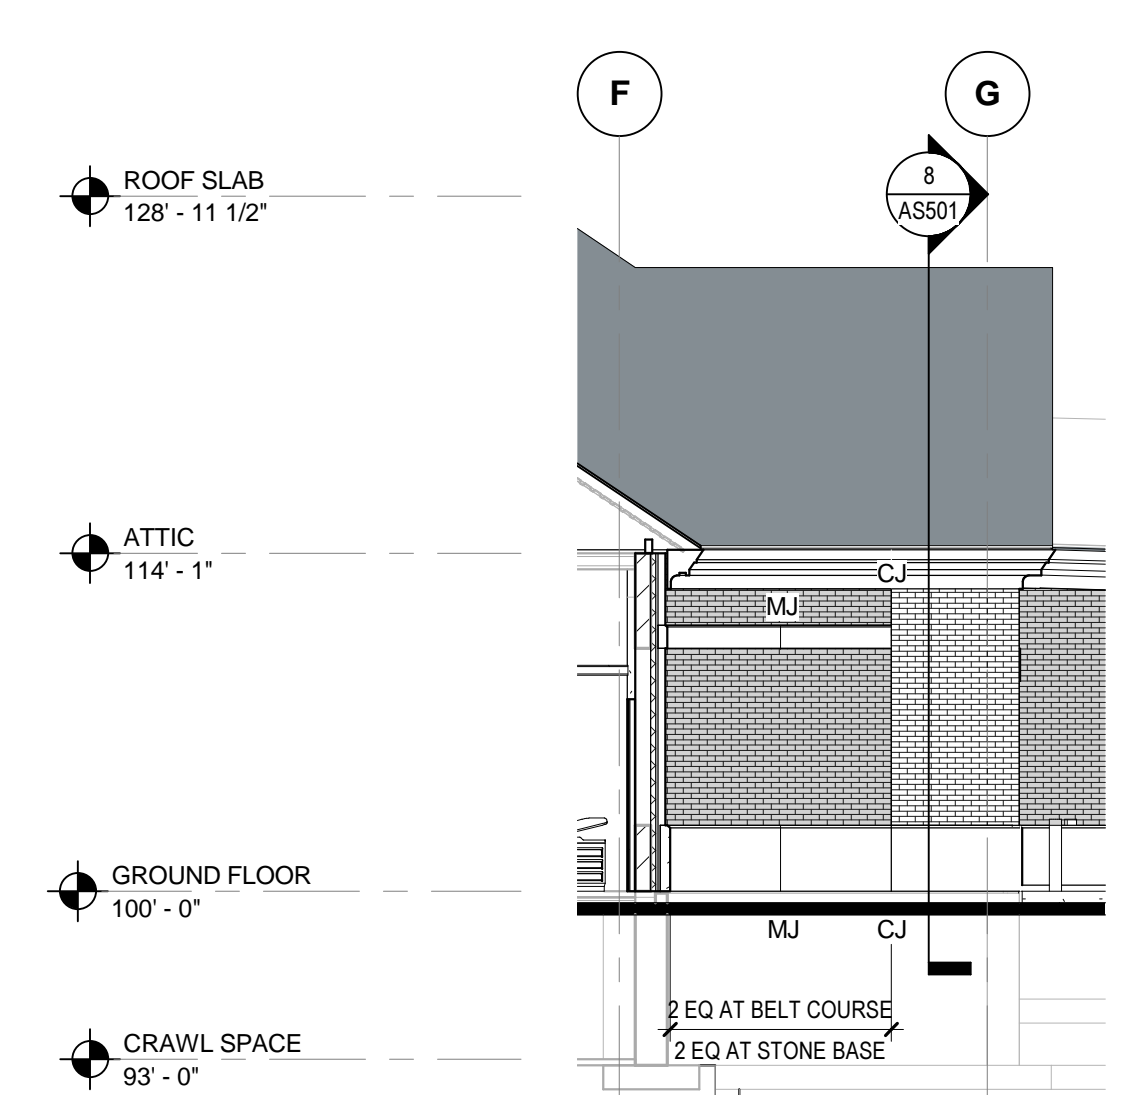 F
G
8
AS501
ROOF SLAB
128' - 11 1/2"
ATTIC
114' - 1"
CJ
MJ
GROUND FLOOR
100' - 0"
MJ
CJ
2 EQ AT BELT COURSE
2 EQ AT STONE BASE
CRAWL SPACE
93' - 0"